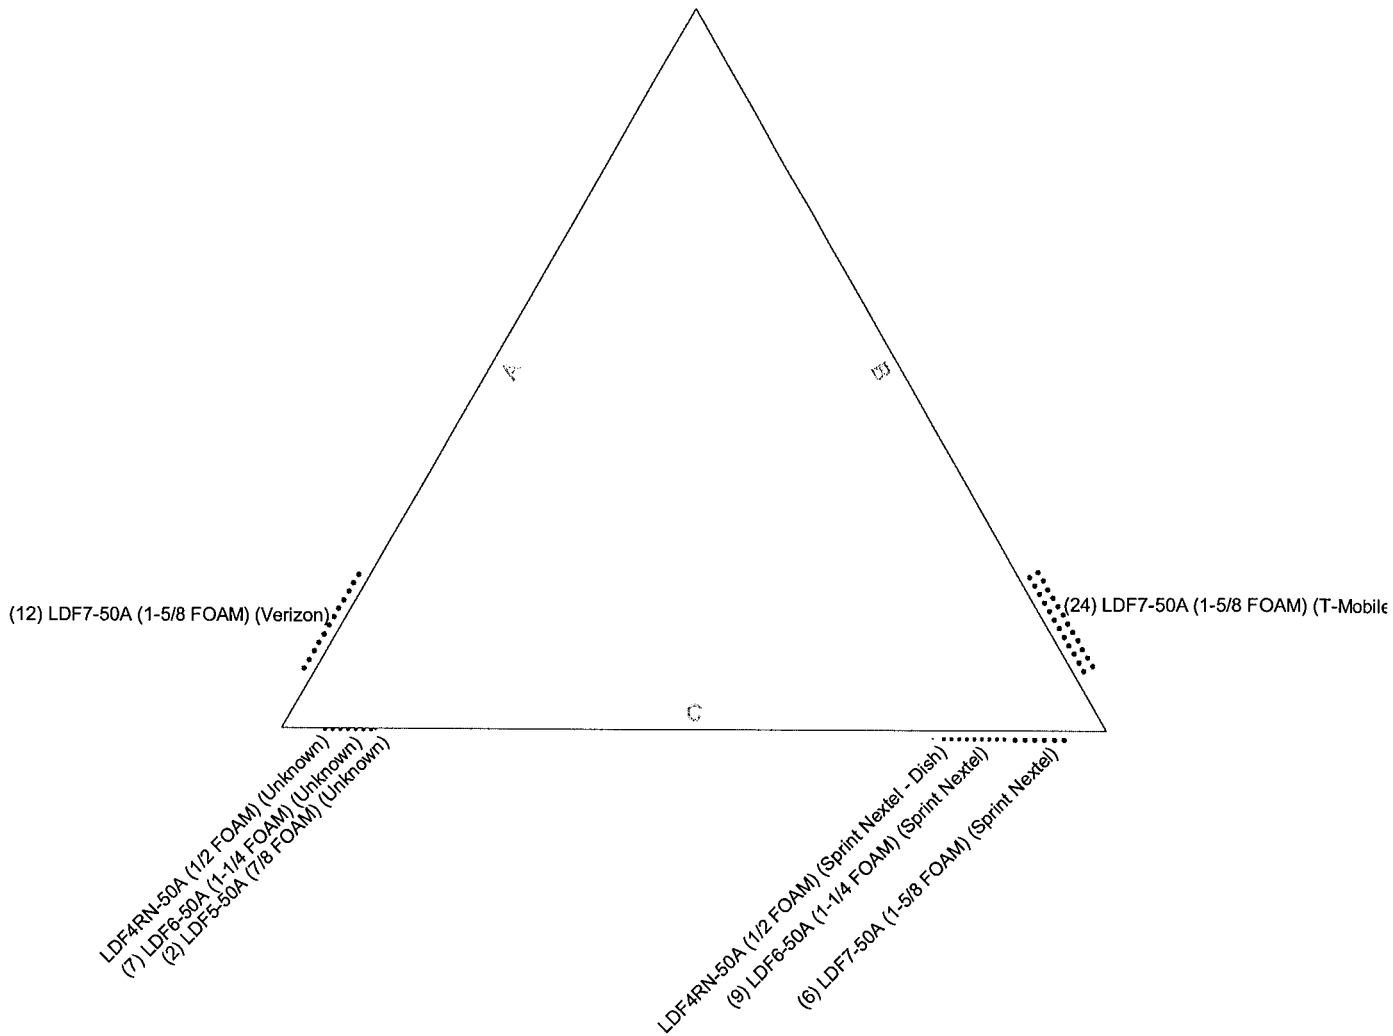 A
B
(12) LDF7-50A (1-5/8 FOAM) (Verizon)
(24) LDF7-50A (1-5/8 FOAM) (T-Mobile
C
LDF4RN-50A (1/2 FOAM) (Unknown)
(7) LDF6-50A (1-1/4 FOAM) (Unknown)
(2) LDF5-50A (7/8 FOAM) (Unknown)
LDF4RN-50A (1/2 FOAM) (Sprint Nextel - Dish)
(9) LDF6-50A (1-1/4 FOAM) (Sprint Nextel)
(6) LDF7-50A (1-5/8 FOAM) (Sprint Nextel)